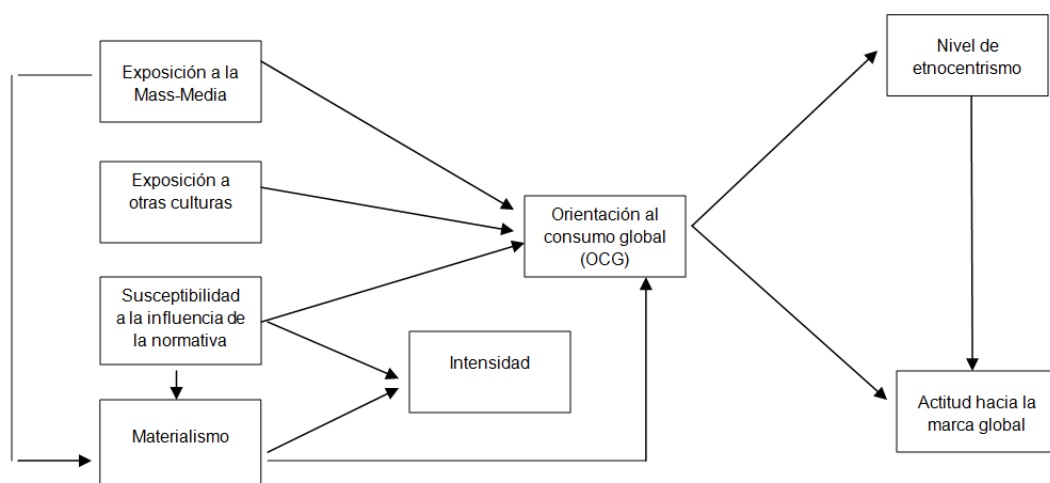 Exposición a la
Mass-Media
Exposición a
otras culturas
Susceptibilidad
a la influencia de
la normativa
Materialismo
Intensidad
Orientación al
consumo global
(OCG)
Nivel de
etnocentrismo
Actitud hacia la
marca global